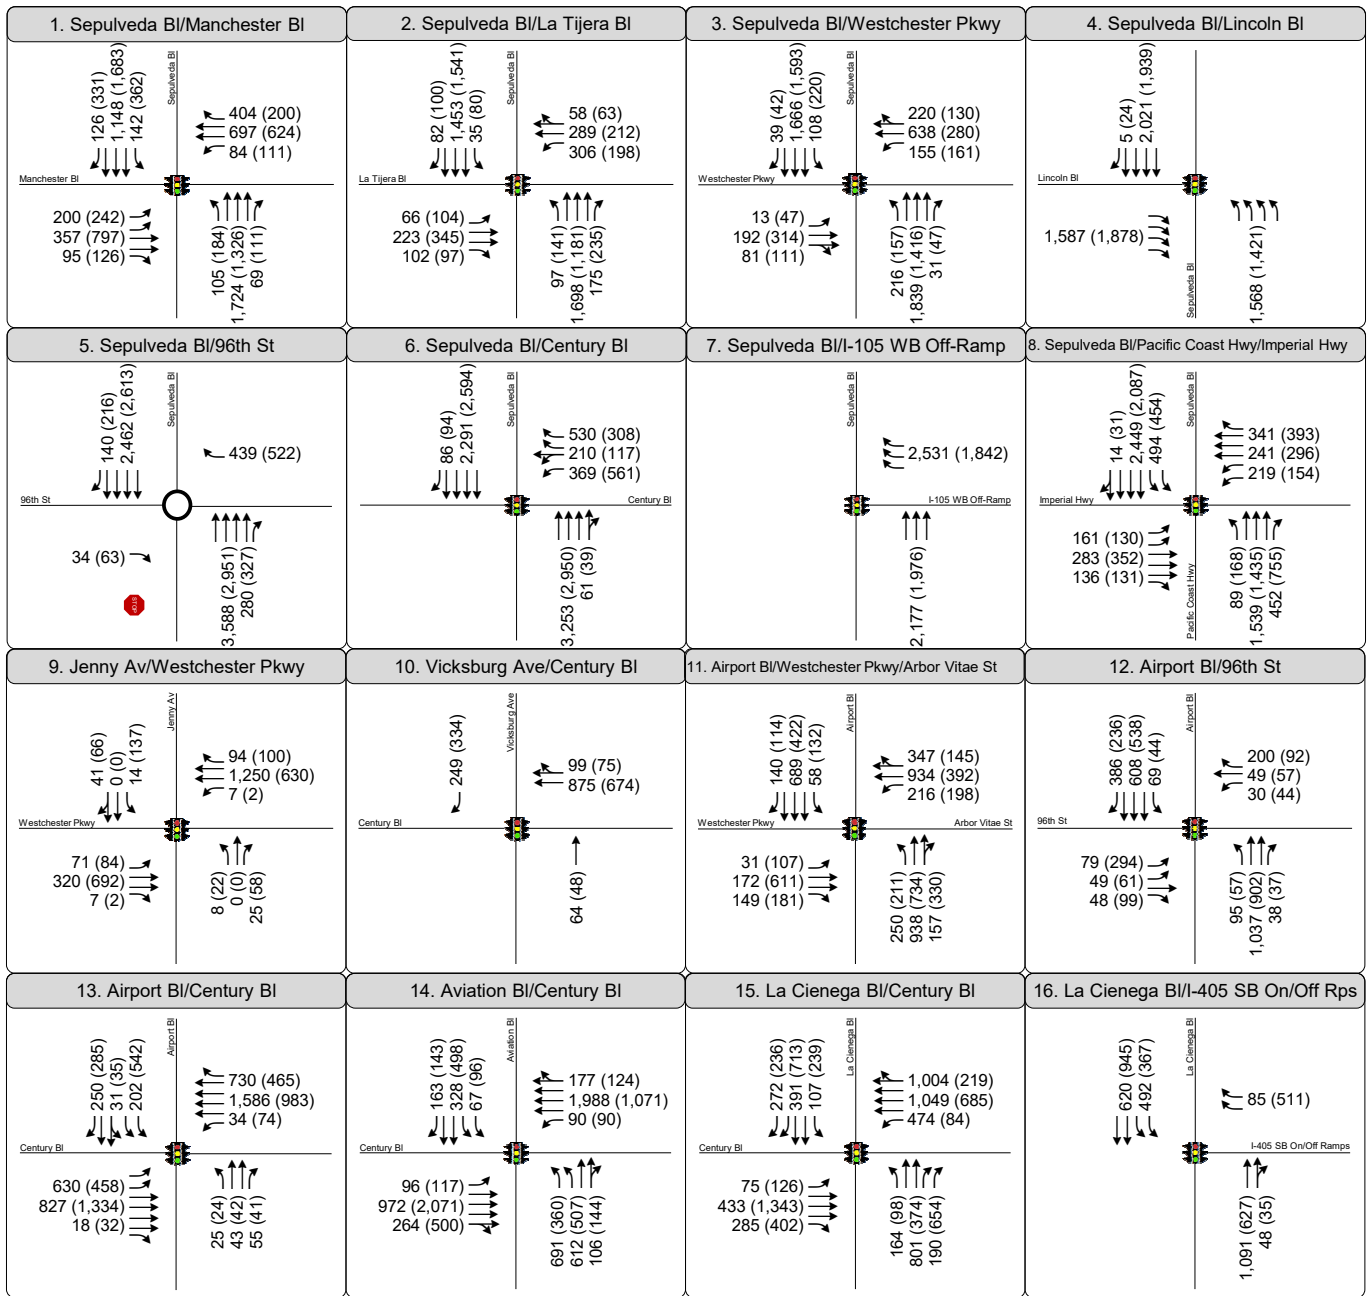 1. Sepulveda Bl/Manchester Bl
126 (331)
1,148 (1,683)
142 (362)
Sepulveda Bl
404 (200)
697 (624)
84 (111)
Manchester Bl
200 (242)
357 (797)
95 (126)
105 (184)
1,724 (1,326)
69 (111)
2. Sepulveda Bl/La Tijera Bl
82 (100)
1,453 (1,541)
35 (80)
Sepulveda Bl
58 (63)
289 (212)
306 (198)
La Tijera Bl
66 (104)
223 (345)
102 (97)
97 (141)
1,698 (1,181)
175 (235)
3. Sepulveda Bl/Westchester Pkwy
39 (42)
1,666 (1,593)
108 (220)
Sepulveda Bl
220 (130)
638 (280)
155 (161)
Westchester Pkwy
13 (47)
192 (314)
81 (111)
216 (157)
1,839 (1,416)
31 (47)
4. Sepulveda Bl/Lincoln Bl
5 (24)
2,021 (1,939)
Lincoln Bl
1,587 (1,878)
Sepulveda Bl
1,568 (1,421)
5. Sepulveda Bl/96th St
140 (216)
2,462 (2,613)
Sepulveda Bl
439 (522)
96th St
34 (63)
STOP
3,588 (2,951)
280 (327)
6. Sepulveda Bl/Century Bl
86 (94)
2,291 (2,594)
Sepulveda Bl
530 (308)
210 (117)
369 (561)
Century Bl
3,253 (2,950)
61 (39)
7. Sepulveda Bl/I-105 WB Off-Ramp
Sepulveda Bl
2,531 (1,842)
I-105 WB Off-Ramp
2,177 (1,976)
8. Sepulveda Bl/Pacific Coast Hwy/Imperial Hwy
14 (31)
2,449 (2,087)
494 (454)
Sepulveda Bl
341 (393)
241 (296)
219 (154)
Imperial Hwy
161 (130)
283 (352)
136 (131)
Pacific Coast Hwy
89 (168)
1,539 (1,435)
452 (755)
9. Jenny Av/Westchester Pkwy
41 (66)
0 (0)
14 (137)
Jenny Av
94 (100)
1,250 (630)
7 (2)
Westchester Pkwy
71 (84)
320 (692)
7 (2)
8 (22)
0 (0)
25 (58)
10. Vicksburg Ave/Century Bl
249 (334)
Vicksburg Ave
99 (75)
875 (674)
Century Bl
64 (48)
11. Airport Bl/Westchester Pkwy/Arbor Vitae St
140 (114)
689 (422)
58 (132)
Airport Bl
347 (145)
934 (392)
216 (198)
Westchester Pkwy
Arbor Vitae St
31 (107)
172 (611)
149 (181)
250 (211)
938 (734)
157 (330)
12. Airport Bl/96th St
386 (236)
608 (538)
69 (44)
Airport Bl
200 (92)
49 (57)
30 (44)
96th St
79 (294)
49 (61)
48 (99)
95 (57)
1,037 (902)
38 (37)
13. Airport Bl/Century Bl
250 (285)
31 (35)
202 (542)
Airport Bl
730 (465)
1,586 (983)
34 (74)
Century Bl
630 (458)
827 (1,334)
18 (32)
25 (24)
43 (42)
55 (41)
14. Aviation Bl/Century Bl
163 (143)
328 (498)
67 (96)
Aviation Bl
177 (124)
1,988 (1,071)
90 (90)
Century Bl
96 (117)
972 (2,071)
264 (500)
691 (360)
612 (507)
106 (144)
15. La Cienega Bl/Century Bl
272 (236)
391 (713)
107 (239)
La Cienega Bl
1,004 (219)
1,049 (685)
474 (84)
Century Bl
75 (126)
433 (1,343)
285 (402)
164 (98)
801 (374)
190 (654)
16. La Cienega Bl/I-405 SB On/Off Rps
620 (945)
492 (367)
La Cienega Bl
85 (511)
I-405 SB On/Off Ramps
1,091 (627)
48 (35)